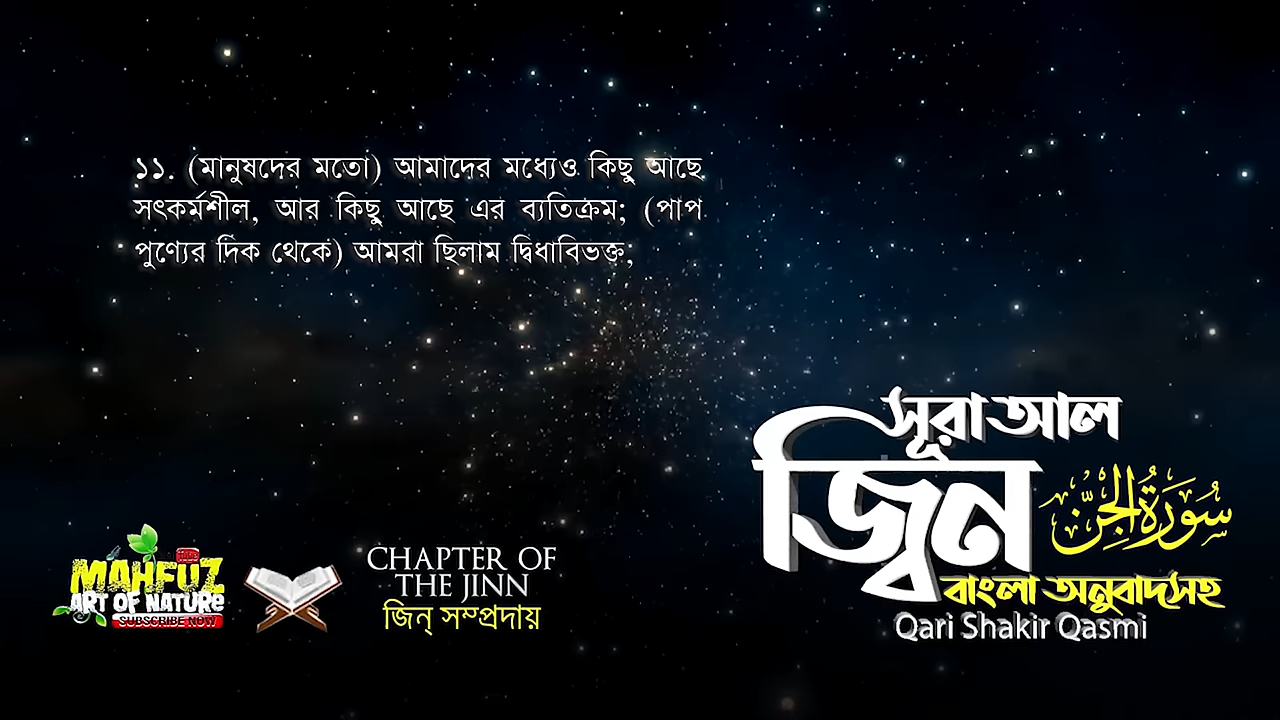 ১১. (মানুষদের মতো) আমাদের মধ্যেও কিছু আছে
সৎকর্মশীল, আর কিছু আছে এর ব্যতিক্রম; (পাপ
পুণ্যের দিক থেকে) আমরা ছিলাম দ্বিধাবিভক্ত;
সূরা আল
জ্বিন
سُورَةُ الْجِنّ
বাংলা অনুবাদসহ
Qari Shakir Qasmi
MAHFUZ
ART OF NATURE
SUBSCRIBE NOW
CHAPTER OF
THE JINN
জিন্ সম্প্রদায়